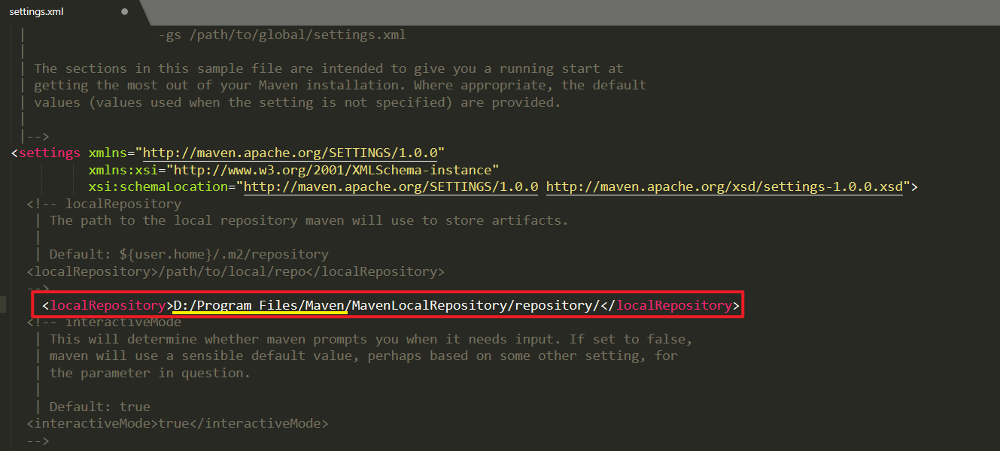 settings.xml
| -gs /path/to/global/settings.xml
|
| The sections in this sample file are intended to give you a running start at
| getting the most out of your Maven installation. Where appropriate, the default
| values (values used when the setting is not specified) are provided.
|
|-->
<settings xmlns="http://maven.apache.org/SETTINGS/1.0.0"
xmlns:xsi="http://www.w3.org/2001/XMLSchema-instance"
xsi:schemaLocation="http://maven.apache.org/SETTINGS/1.0.0 http://maven.apache.org/xsd/settings-1.0.0.xsd">
<!-- localRepository
| The path to the local repository maven will use to store artifacts.
|
| Default: ${user.home}/.m2/repository
<localRepository>/path/to/local/repo</localRepository>
-->
<localRepository>D:/Program Files/Maven/MavenLocalRepository/repository/</localRepository>
<!-- interactiveMode
| This will determine whether maven prompts you when it needs input. If set to false,
| maven will use a sensible default value, perhaps based on some other setting, for
| the parameter in question.
|
| Default: true
<interactiveMode>true</interactiveMode>
-->